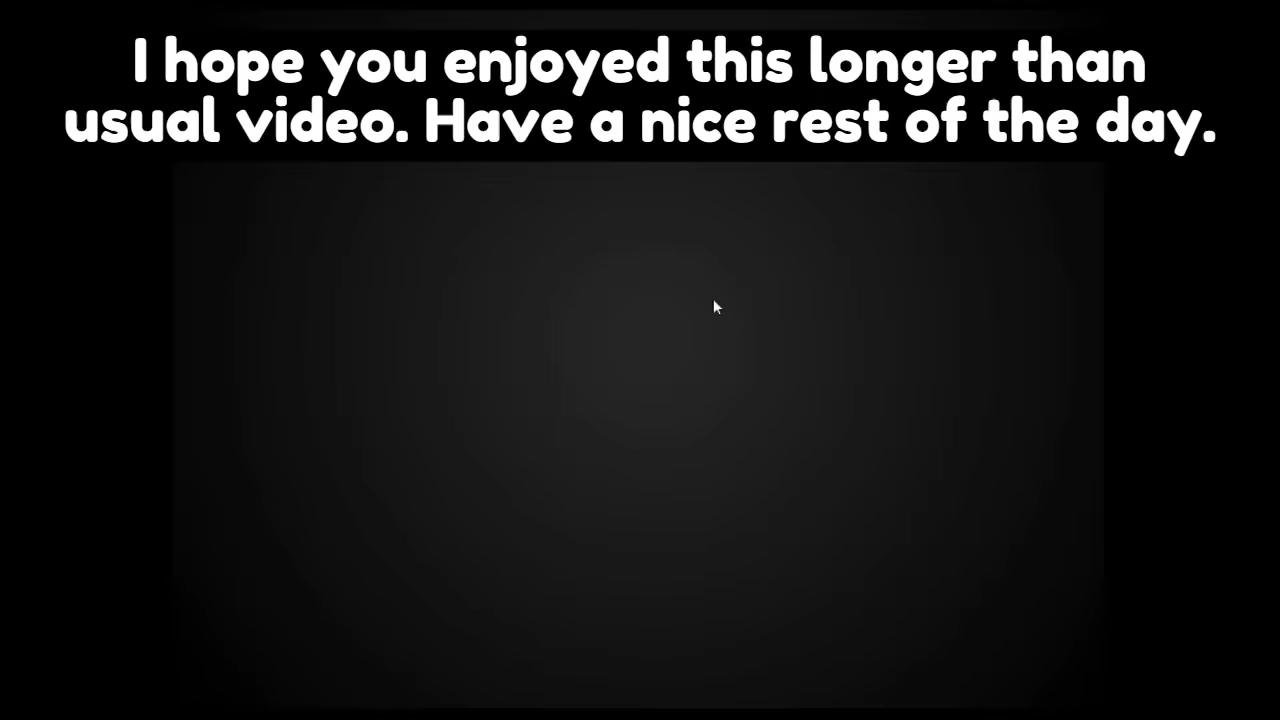 I hope you enjoyed this longer than
usual video. Have a nice rest of the day.